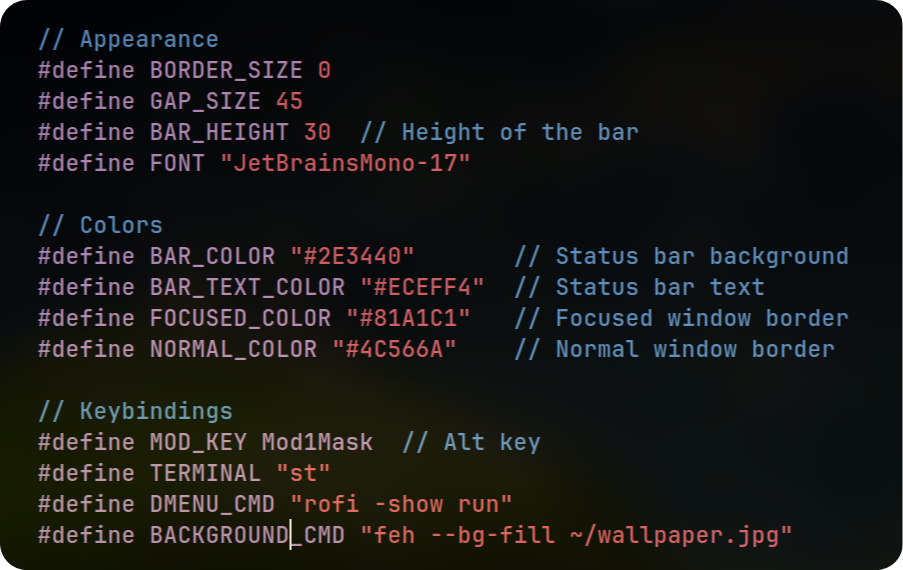 // Appearance
#define BORDER_SIZE 0
#define GAP_SIZE 45
#define BAR_HEIGHT 30  // Height of the bar
#define FONT "JetBrainsMono-17"

// Colors
#define BAR_COLOR "#2E3440"       // Status bar background
#define BAR_TEXT_COLOR "#ECEFF4"  // Status bar text
#define FOCUSED_COLOR "#81A1C1"   // Focused window border
#define NORMAL_COLOR "#4C566A"    // Normal window border

// Keybindings
#define MOD_KEY Mod1Mask  // Alt key
#define TERMINAL "st"
#define DMENU_CMD "rofi -show run"
#define BACKGROUND_CMD "feh --bg-fill ~/wallpaper.jpg"